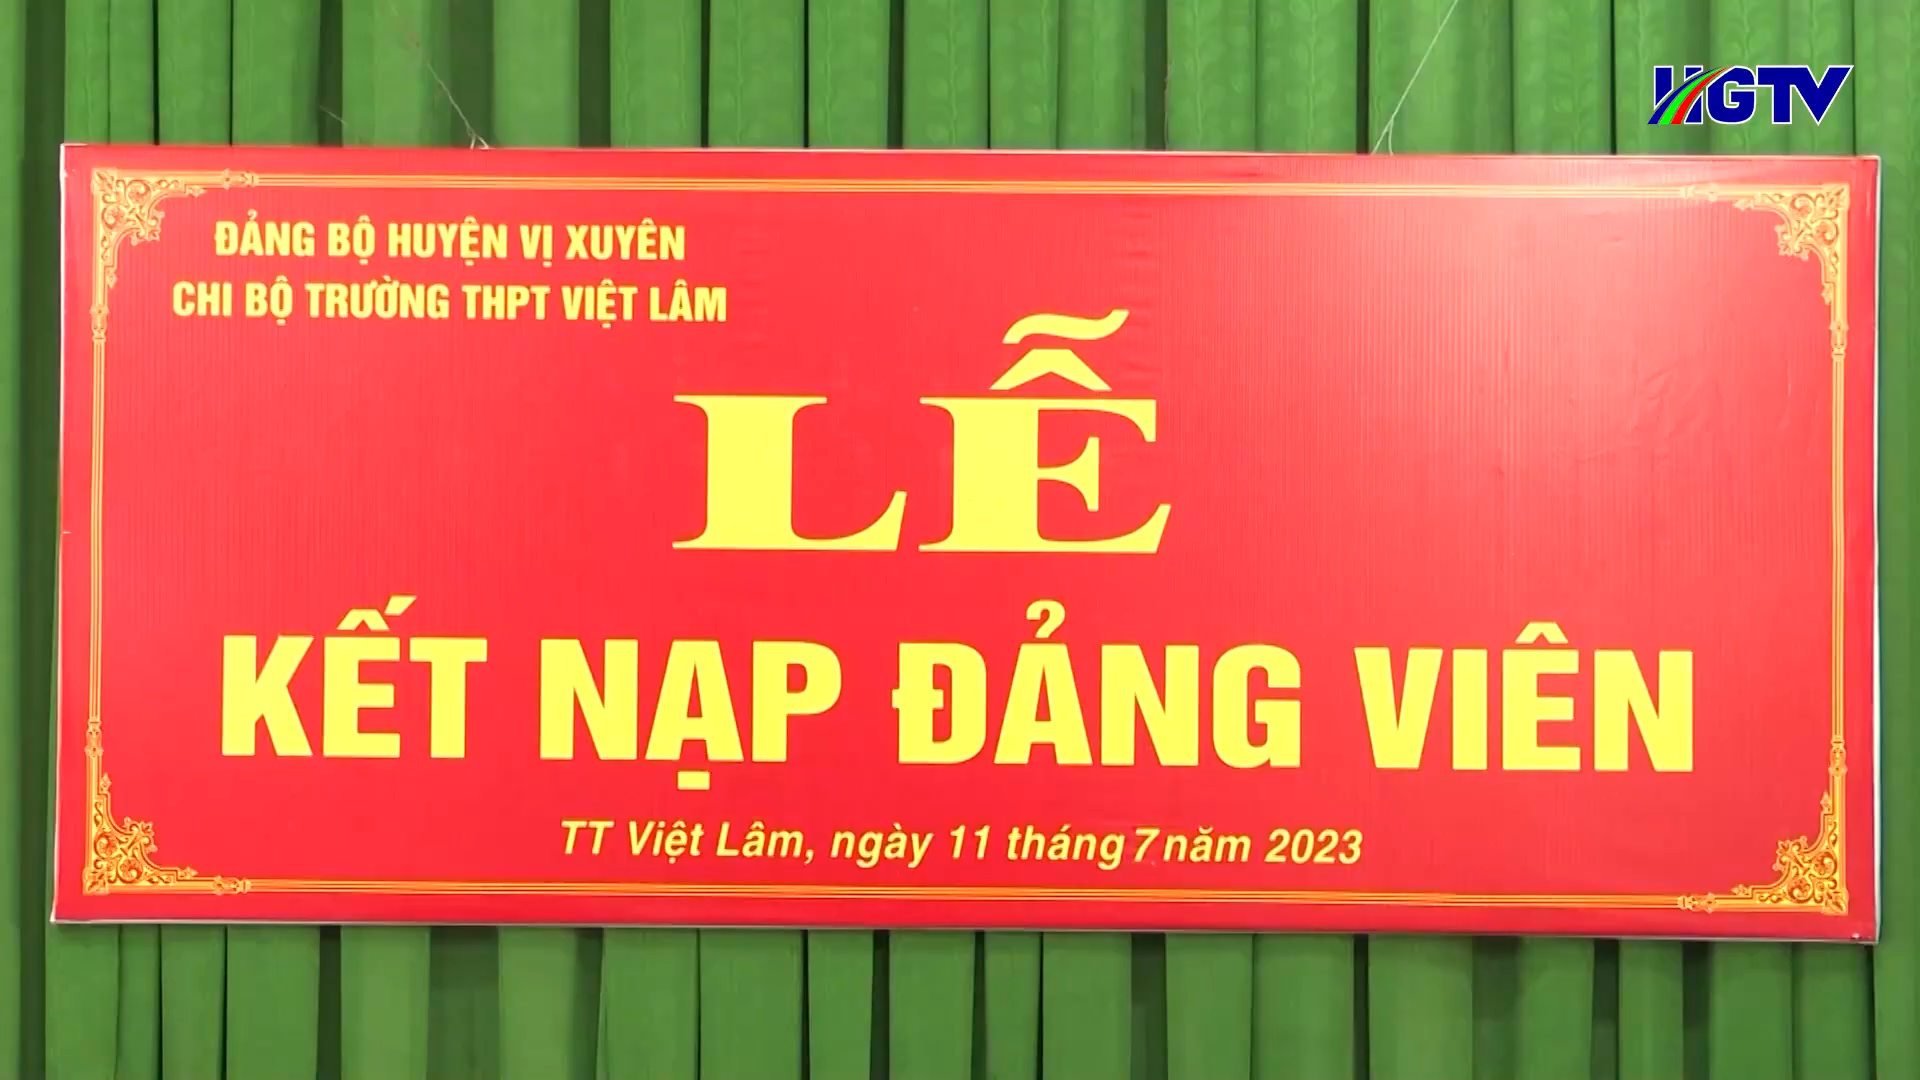 HGTV
ĐẢNG BỘ HUYỆN VỊ XUYÊN
CHI BỘ TRƯỜNG THPT VIỆT LÂM
LỄ
KẾT NẠP ĐẢNG VIÊN
TT Việt Lâm, ngày 11 tháng 7 năm 2023